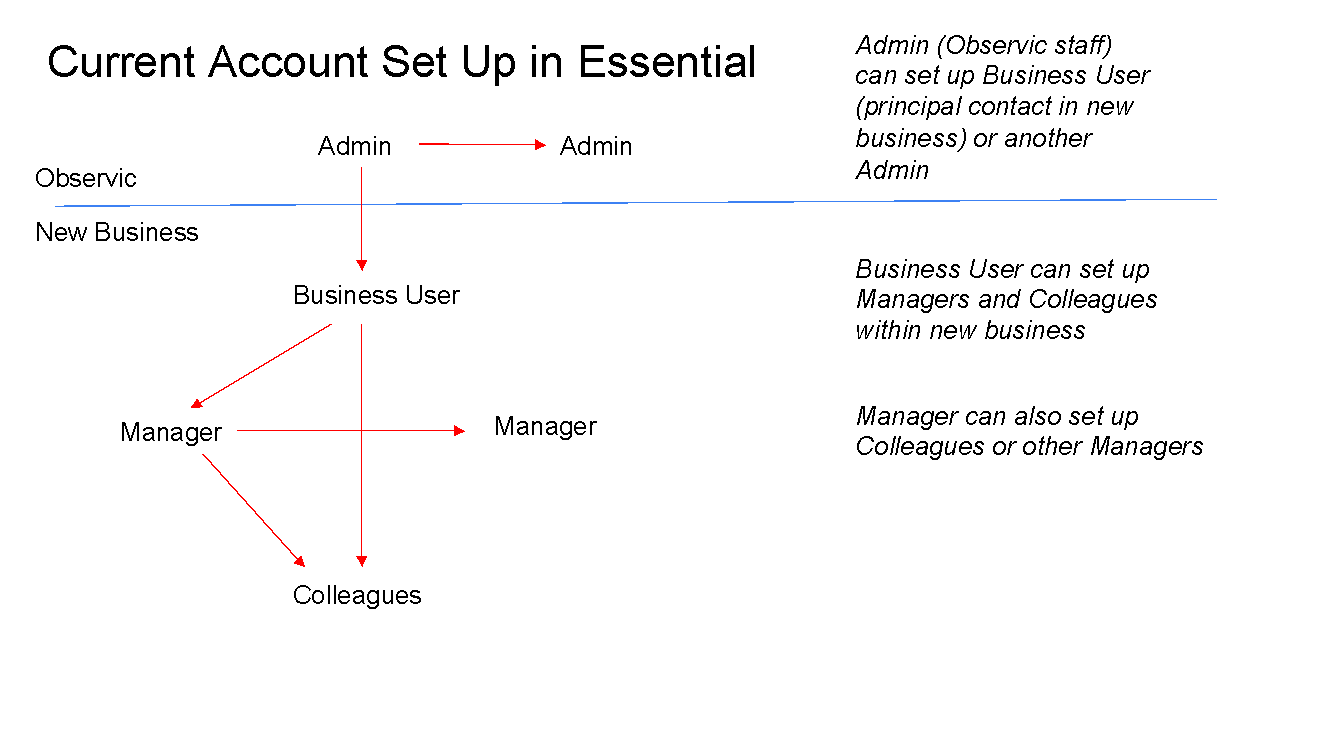 Current Account Set Up in Essential
Admin (Observic staff)
can set up Business User
(principal contact in new
business) or another
Admin
Admin
Admin
Observic
New Business
Business User
Business User can set up
Managers and Colleagues
within new business
Manager
Manager
Manager can also set up
Colleagues or other Managers
Colleagues